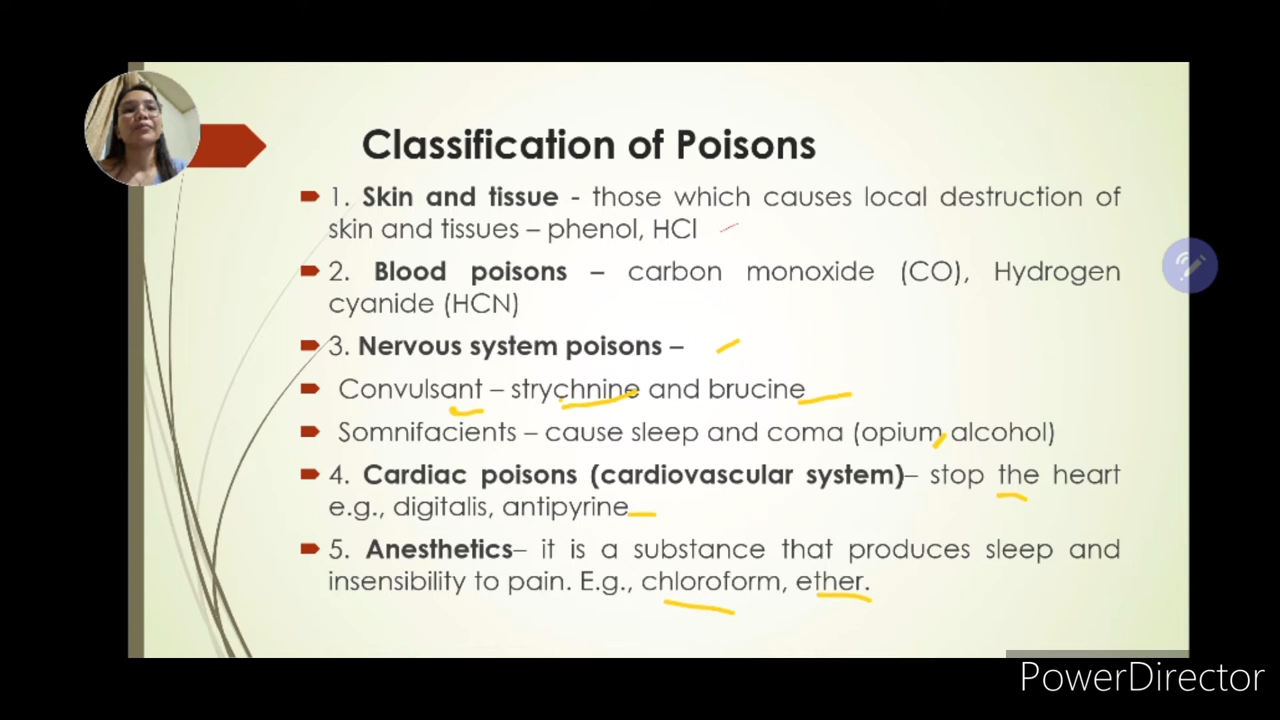 Classification of Poisons
1. Skin and tissue - those which causes local destruction of
skin and tissues – phenol, HCl
2. Blood poisons – carbon monoxide (CO), Hydrogen
cyanide (HCN)
3. Nervous system poisons –
Convulsant – strychnine and brucine
Somnifacients – cause sleep and coma (opium, alcohol)
4. Cardiac poisons (cardiovascular system)– stop the heart
e.g., digitalis, antipyrine
5. Anesthetics– it is a substance that produces sleep and
insensibility to pain. E.g., chloroform, ether.
PowerDirector